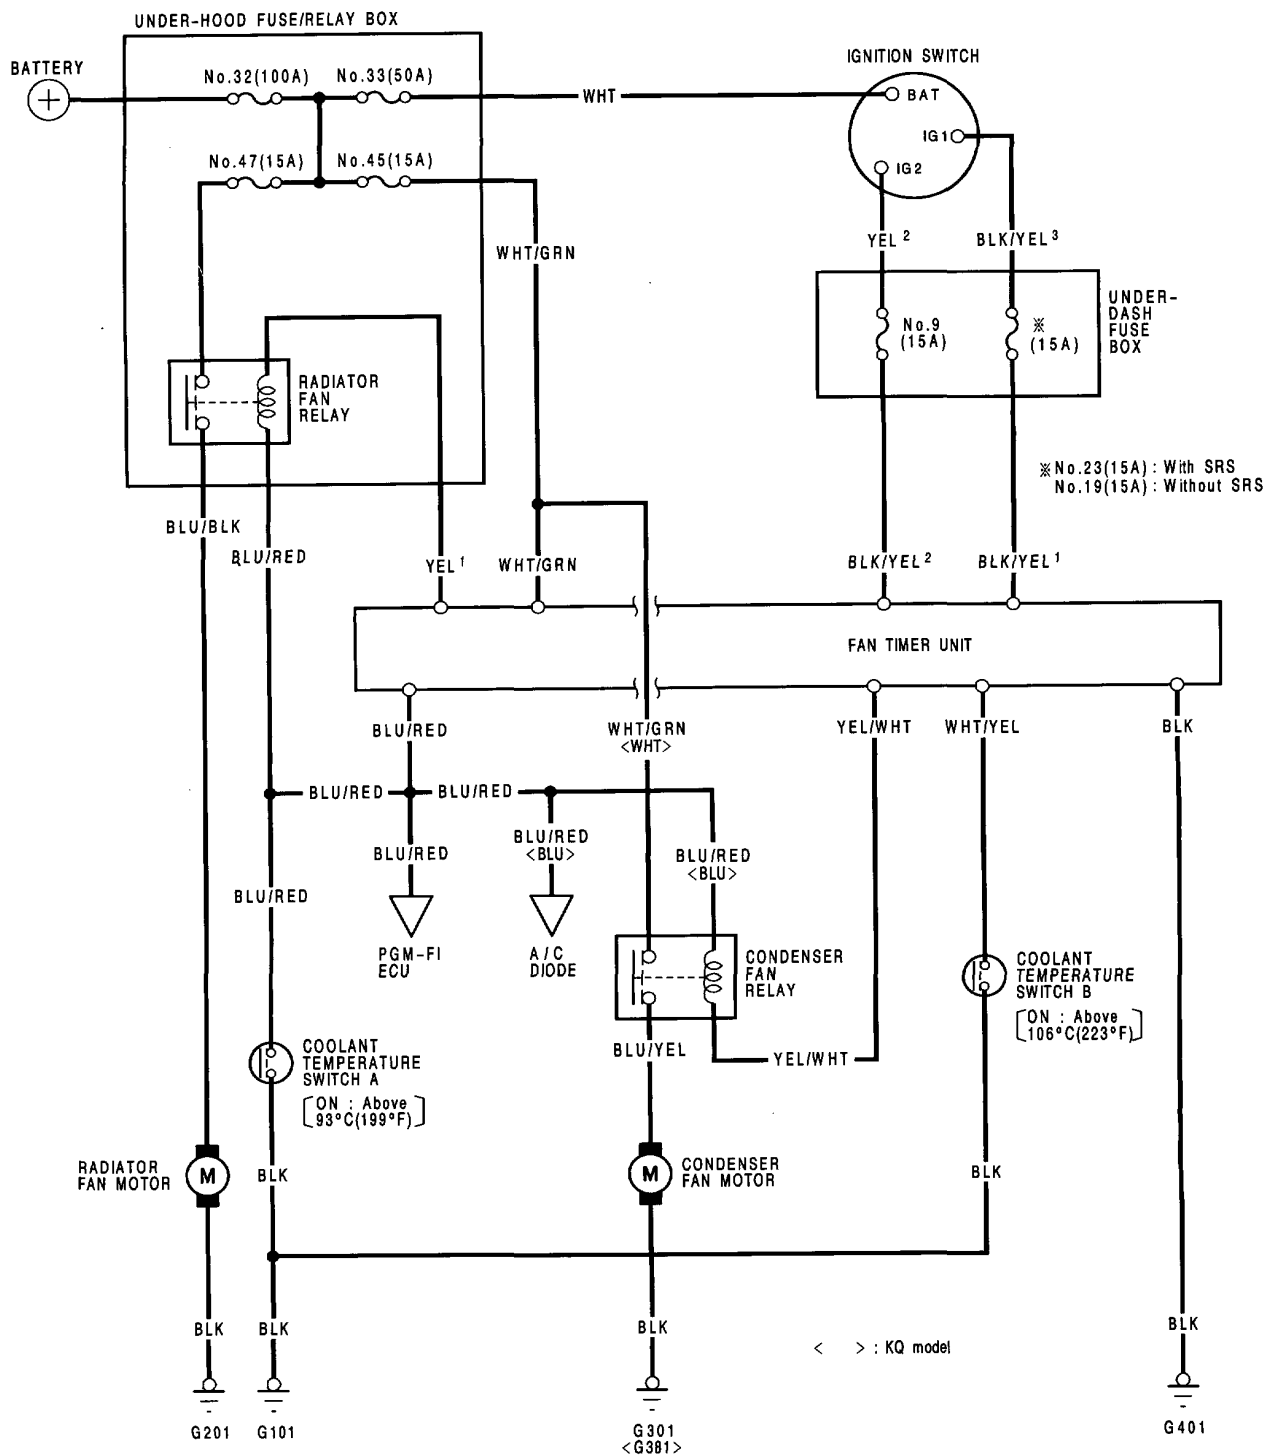 UNDER-HOOD FUSE/RELAY BOX
BATTERY
+
No.32(100A)
No.33(50A)
WHT
IGNITION SWITCH
BAT
IG1
IG2
No.47(15A)
No.45(15A)
WHT/GRN
YEL 2
BLK/YEL 3
UNDER-
DASH
FUSE
BOX
No.9
(15A)
※
(15A)
RADIATOR
FAN
RELAY
※No.23(15A) : With SRS
No.19(15A) : Without SRS
BLU/BLK
BLU/RED
YEL 1
WHT/GRN
BLK/YEL 2
BLK/YEL 1
FAN TIMER UNIT
BLU/RED
WHT/GRN
<WHT>
YEL/WHT
WHT/YEL
BLK
BLU/RED
BLU/RED
BLU/RED
<BLU>
BLU/RED
BLU/RED
<BLU>
BLU/RED
PGM-FI
ECU
A/C
DIODE
CONDENSER
FAN
RELAY
COOLANT
TEMPERATURE
SWITCH B
[ON : Above
106°C(223°F)]
BLU/YEL
YEL/WHT
COOLANT
TEMPERATURE
SWITCH A
[ON : Above
93°C(199°F)]
RADIATOR
FAN MOTOR
M
BLK
M
CONDENSER
FAN MOTOR
BLK
BLK
BLK
BLK
BLK
< > : KQ model
G201
G101
G301
<G381>
G401